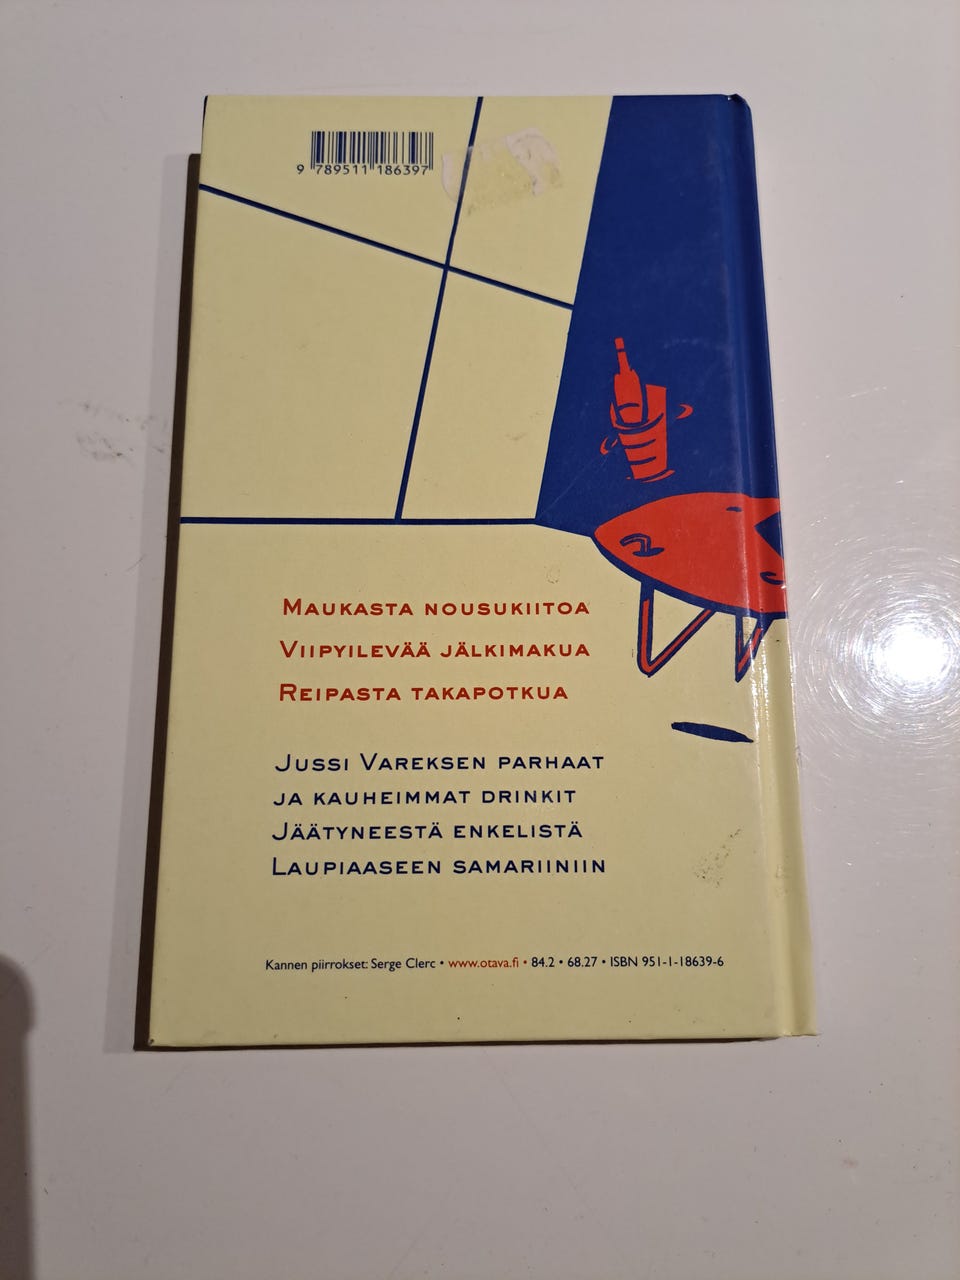 9 789511 186397
MAUKASTA NOUSUKIITOA
VIIPYILEVÄÄ JÄLKIMAKUA
REIPASTA TAKAPOTKUA
JUSSI VAREKSEN PARHAAT
JA KAUHEIMMAT DRINKIT
JÄÄTYNEESTÄ ENKELISTÄ
LAUPIAASEEN SAMARIINIIN
Kannen piirrokset: Serge Clerc • www.otava.fi • 84.2 • 68.27 • ISBN 951-1-18639-6